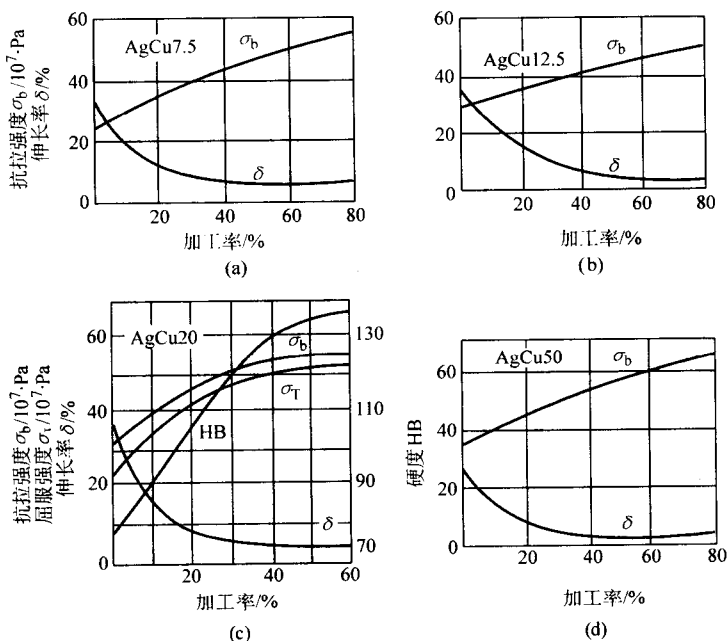 60
40
20
0
AgCu7.5
σb
δ
20 40 60 80
抗拉强度σb/10⁷·Pa
伸长率δ/%
加工率/%
(a)
60
40
20
0
AgCu12.5
σb
δ
20 40 60 80
加工率/%
(b)
60
40
20
0
AgCu20
σb
σT
HB
δ
130
110
90
70
20 40 60
抗拉强度σb/10⁷·Pa
屈服强度στ/10⁷·Pa
伸长率δ/%
加工率/%
(c)
60
40
20
0
AgCu50
σb
δ
20 40 60 80
硬度HB
加工率/%
(d)